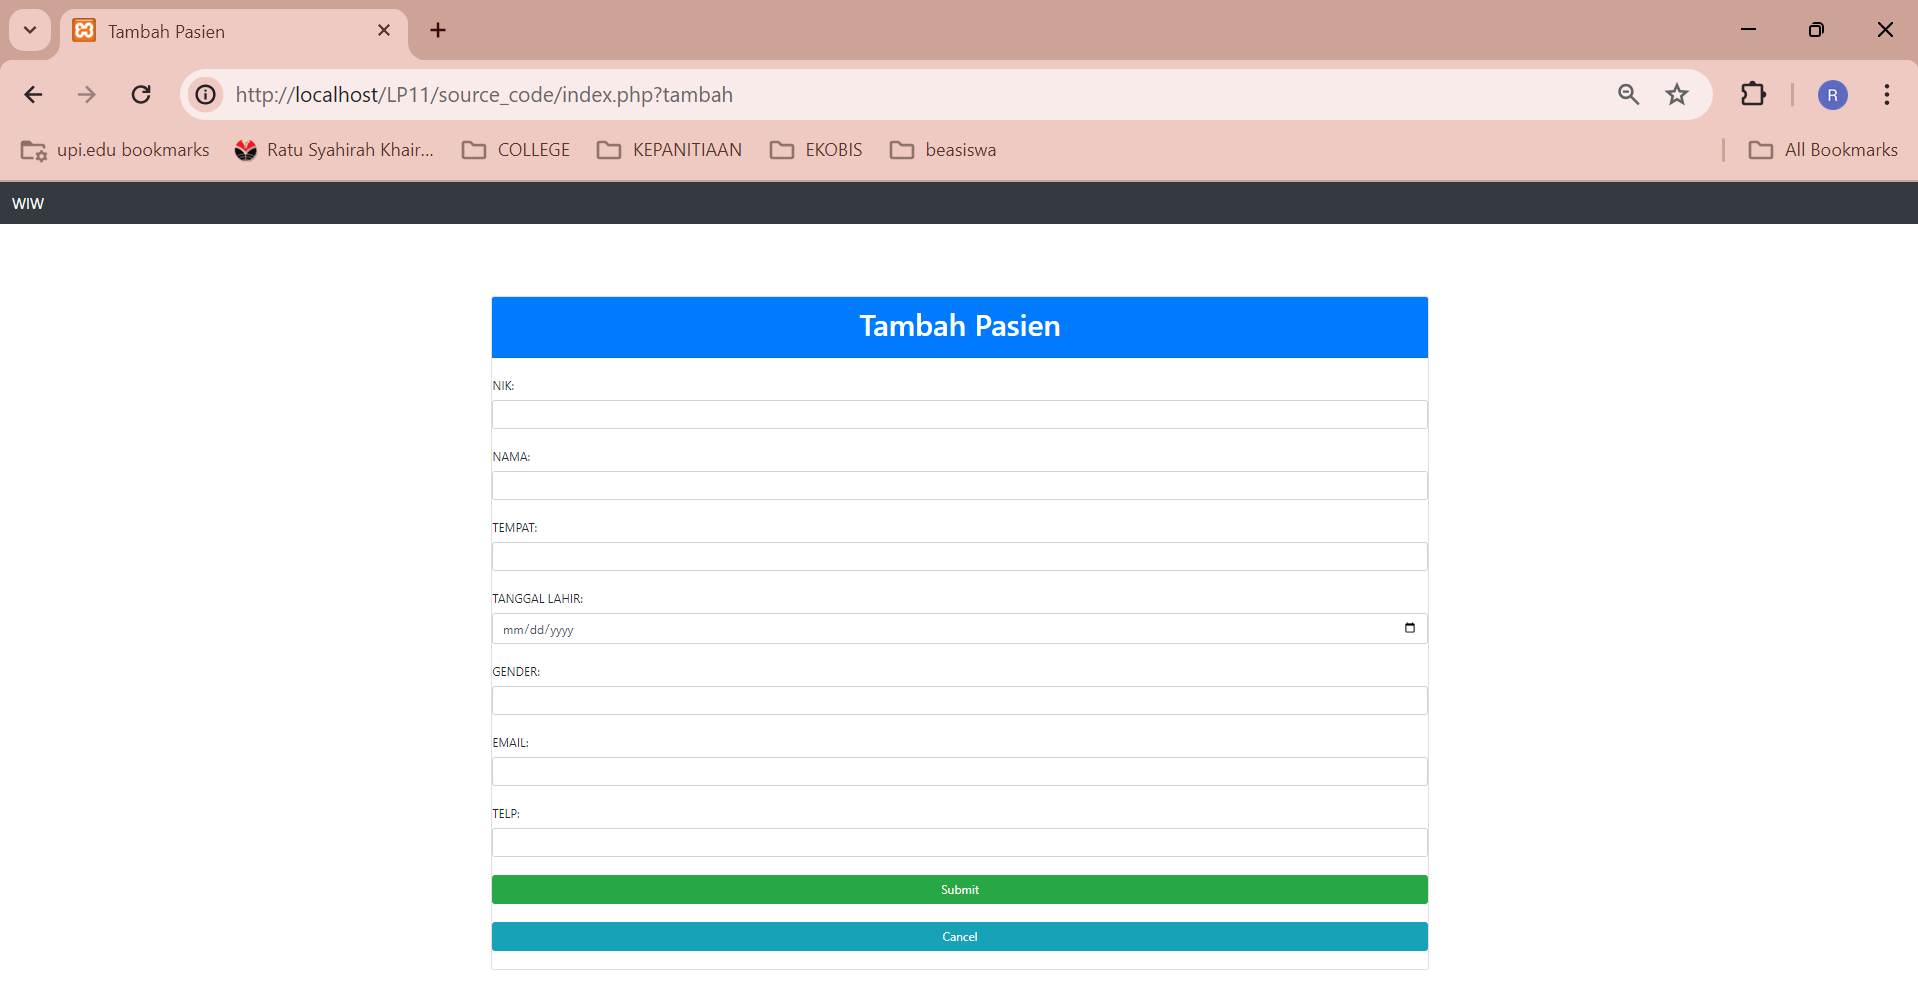 Tambah Pasien
http://localhost/LP11/source_code/index.php?tambah
R
upi.edu bookmarks
Ratu Syahirah Khair...
COLLEGE
KEPANITIAAN
EKOBIS
beasiswa
All Bookmarks
WIW
Tambah Pasien
NIK:
NAMA:
TEMPAT:
TANGGAL LAHIR:
mm/dd/yyyy
GENDER:
EMAIL:
TELP:
Submit
Cancel